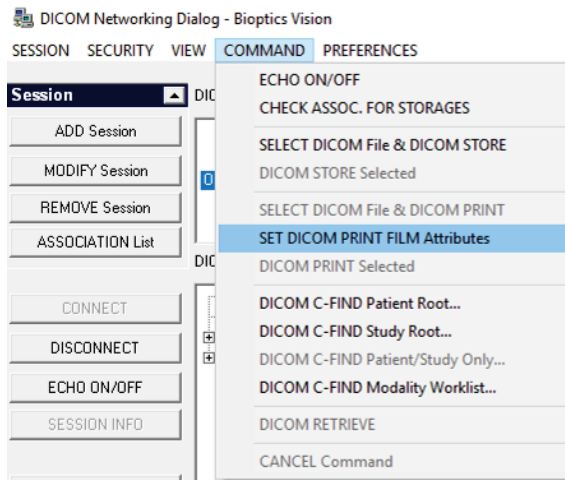 DICOM Networking Dialog - Bioptics Vision
SESSION SECURITY VIEW COMMAND PREFERENCES
Session
ADD Session
MODIFY Session
REMOVE Session
ASSOCIATION List
CONNECT
DISCONNECT
ECHO ON/OFF
SESSION INFO
ECHO ON/OFF
CHECK ASSOC. FOR STORAGES
SELECT DICOM File & DICOM STORE
DICOM STORE Selected
SELECT DICOM File & DICOM PRINT
SET DICOM PRINT FILM Attributes
DICOM PRINT Selected
DICOM C-FIND Patient Root...
DICOM C-FIND Study Root...
DICOM C-FIND Patient/Study Only...
DICOM C-FIND Modality Worklist...
DICOM RETRIEVE
CANCEL Command